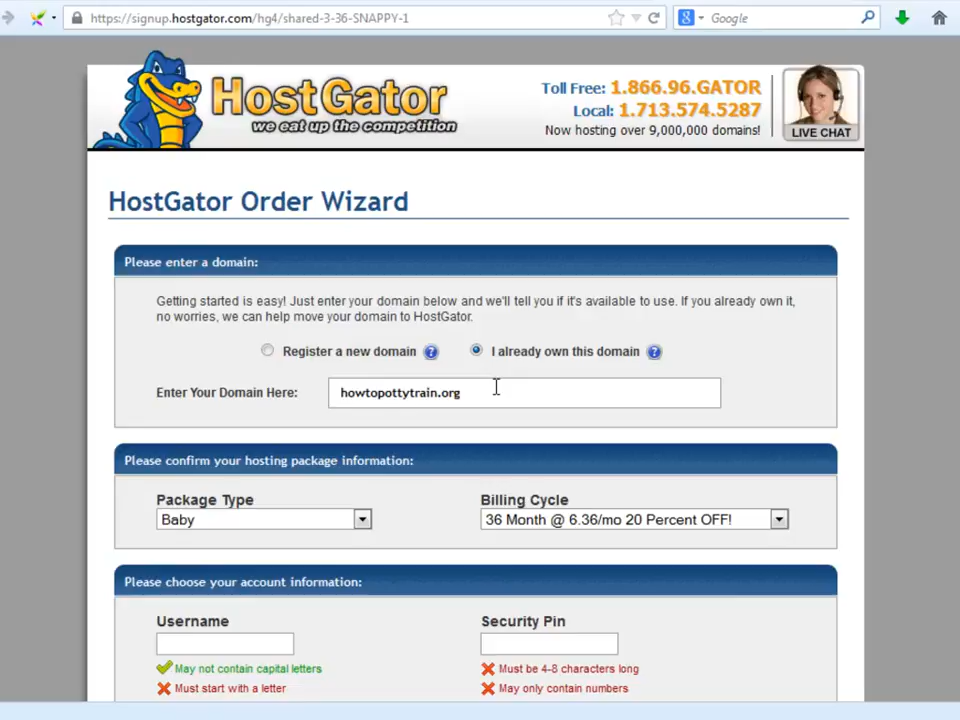 https://signup.hostgator.com/hg4/shared-3-36-SNAPPY-1
Google
HostGator
we eat up the competition
Toll Free: 1.866.96.GATOR
Local: 1.713.574.5287
Now hosting over 9,000,000 domains!
LIVE CHAT
HostGator Order Wizard
Please enter a domain:
Getting started is easy! Just enter your domain below and we'll tell you if it's available to use. If you already own it,
no worries, we can help move your domain to HostGator.
Register a new domain ? I already own this domain ?
Enter Your Domain Here: howtopottytrain.org
Please confirm your hosting package information:
Package Type
Baby
Billing Cycle
36 Month @ 6.36/mo 20 Percent OFF!
Please choose your account information:
Username
May not contain capital letters
Must start with a letter
Security Pin
Must be 4-8 characters long
May only contain numbers